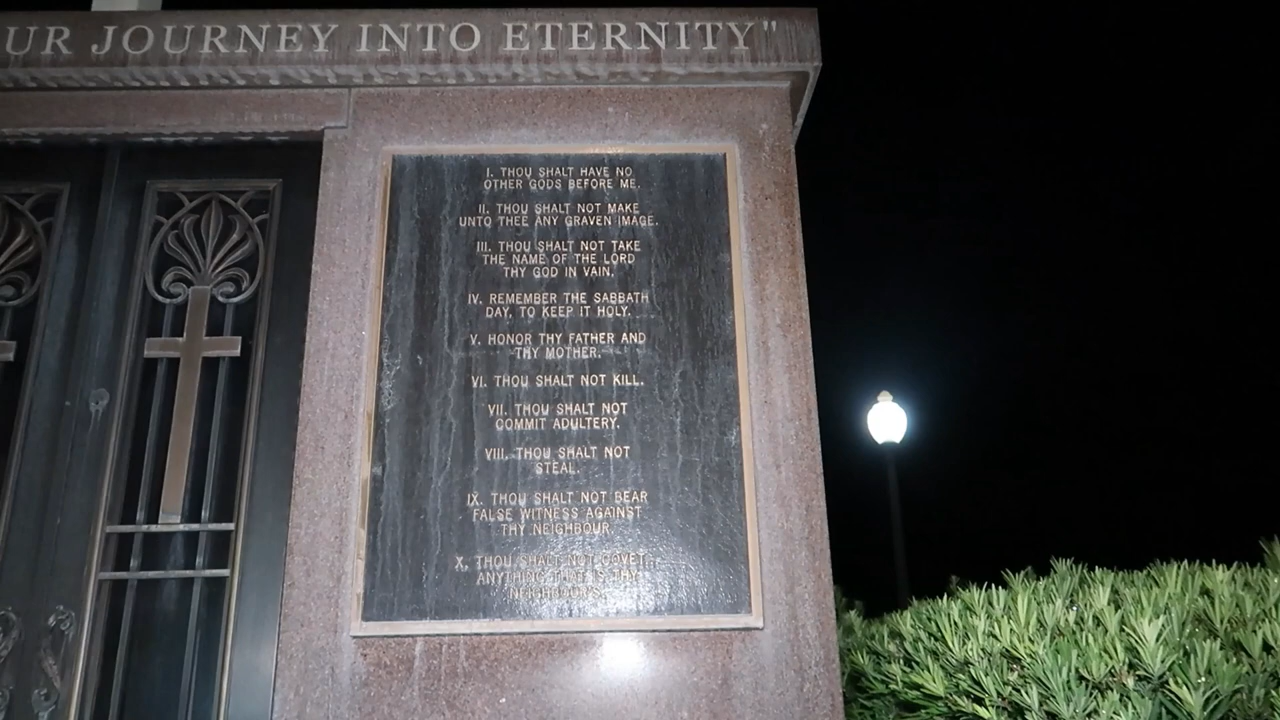 UR JOURNEY INTO ETERNITY"
I. THOU SHALT HAVE NO
OTHER GODS BEFORE ME.
II. THOU SHALT NOT MAKE
UNTO THEE ANY GRAVEN IMAGE.
III. THOU SHALT NOT TAKE
THE NAME OF THE LORD
THY GOD IN VAIN.
IV. REMEMBER THE SABBATH
DAY, TO KEEP IT HOLY.
V. HONOR THY FATHER AND
THY MOTHER.
VI. THOU SHALT NOT KILL.
VII. THOU SHALT NOT
COMMIT ADULTERY.
VIII. THOU SHALT NOT
STEAL.
IX. THOU SHALT NOT BEAR
FALSE WITNESS AGAINST
THY NEIGHBOUR.
X. THOU SHALT NOT COVET
ANYTHING THAT IS THY
NEIGHBOUR'S.